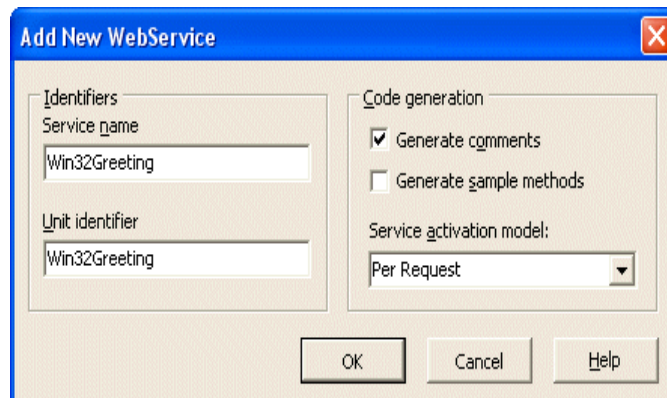 Add New WebService
Identifiers
Service name
Win32Greeting
Unit identifier
Win32Greeting
Code generation
Generate comments
Generate sample methods
Service activation model:
Per Request
OK
Cancel
Help